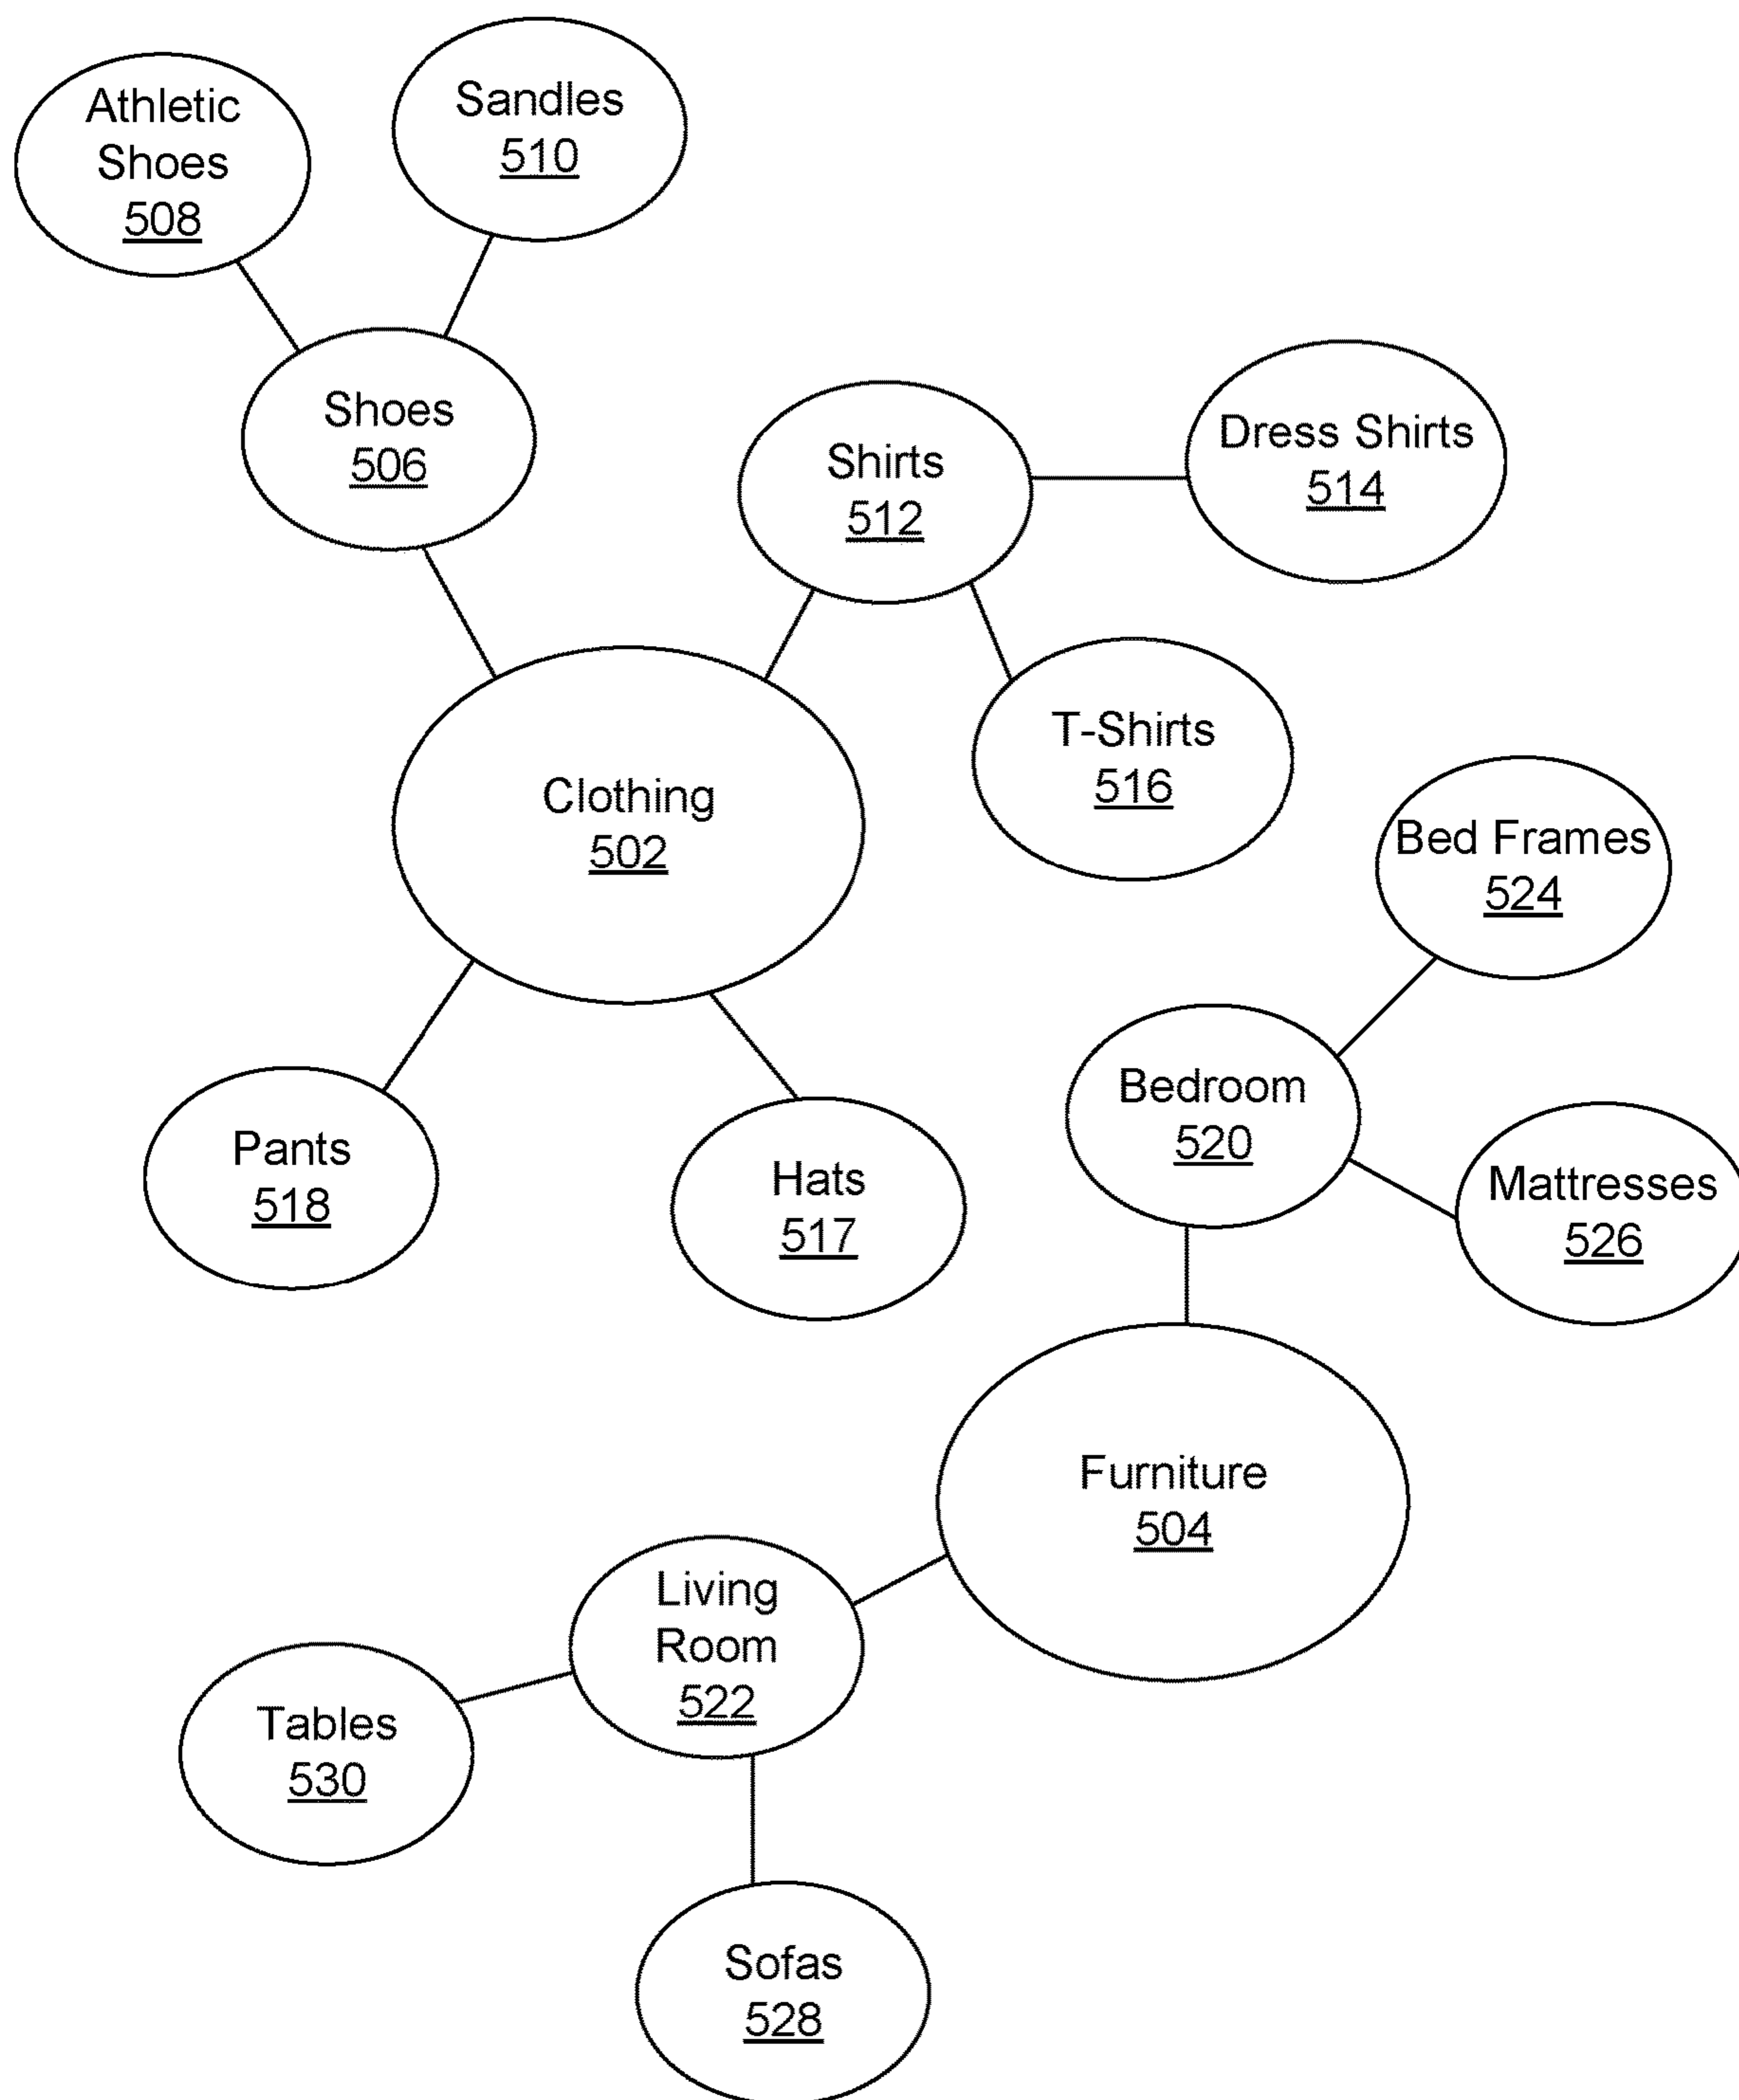 Athletic
Shoes
508
Sandles
510
Shoes
506
Shirts
512
Dress Shirts
514
T-Shirts
516
Clothing
502
Bed Frames
524
Bedroom
520
Mattresses
526
Pants
518
Hats
517
Furniture
504
Living
Room
522
Tables
530
Sofas
528